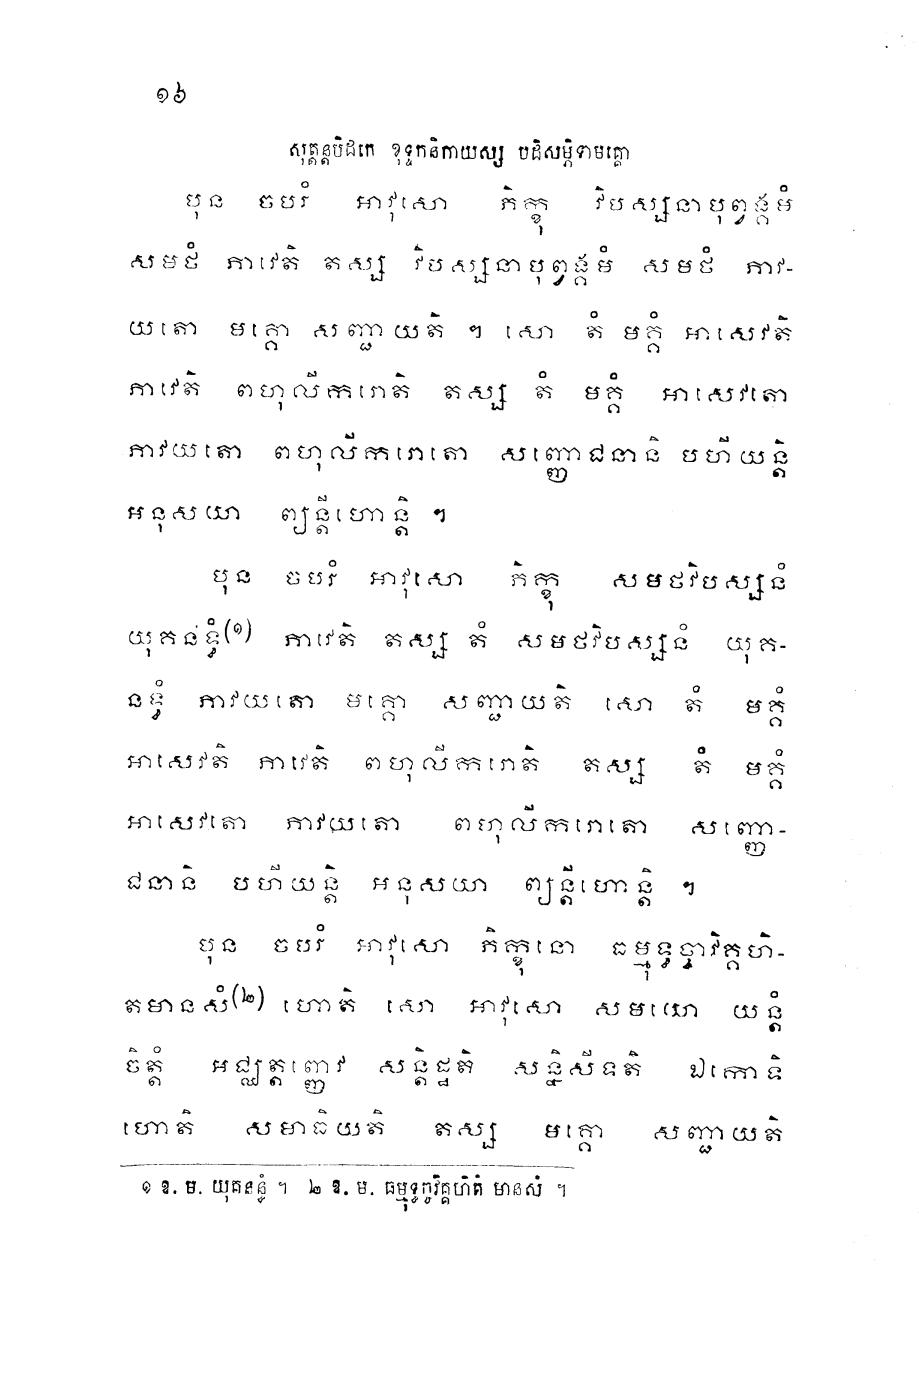 ១៦
សុត្តន្តបិដកេ ខុទ្ទកនិកាយស្ស បដិសម្ភិទាមគ្គោ
បុន ចបរំ អាវុសោ ភិក្ខុ វិបស្សនាបុព្វង្គមំ
សមថំ ភាវេតិ តស្ស វិបស្សនាបុព្វង្គមំ សមថំ ភាវ-
យតោ មគ្គោ សញ្ជាយតិ ។ សោ តំ មគ្គំ អាសេវតិ
ភាវេតិ ពហុលីករោតិ តស្ស តំ មគ្គំ អាសេវតោ
ភាវយតោ ពហុលីករោតោ សញ្ញោជនានិ បហីយន្តិ
អនុសយា ព្យន្តីហោន្តិ ។
បុន ចបរំ អាវុសោ ភិក្ខុ សមថវិបស្សនំ
យុគនន្ធំ(១) ភាវេតិ តស្ស តំ សមថវិបស្សនំ យុគ-
នទ្ធំ ភាវយតោ មគ្គោ សញ្ជាយតិ សោ តំ មគ្គំ
អាសេវតិ ភាវេតិ ពហុលីករោតិ តស្ស តំ មគ្គំ
អាសេវតោ ភាវយតោ ពហុលីករោតោ សញ្ញោ-
ជនានិ បហីយន្តិ អនុសយា ព្យន្តីហោន្តិ ។
បុន ចបរំ អាវុសោ ភិក្ខុនោ ធម្មុទ្ធច្ចាវិគ្គហិ-
តមានសំ(២) ហោតិ សោ អាវុសោ សមយោ យន្តំ
ចិត្តំ អជ្ឈត្តញ្ញេវ សន្តិដ្ឋតិ សន្និសីទតិ ឯកោទិ
ហោតិ សមាធិយតិ តស្ស មគ្គោ សញ្ជាយតិ
១ ឱ. ម. យុគនន្ធំ ។ ២ ឱ. ម. ធម្មុទ្ធច្ចវិគ្គហិតំ មានសំ ។